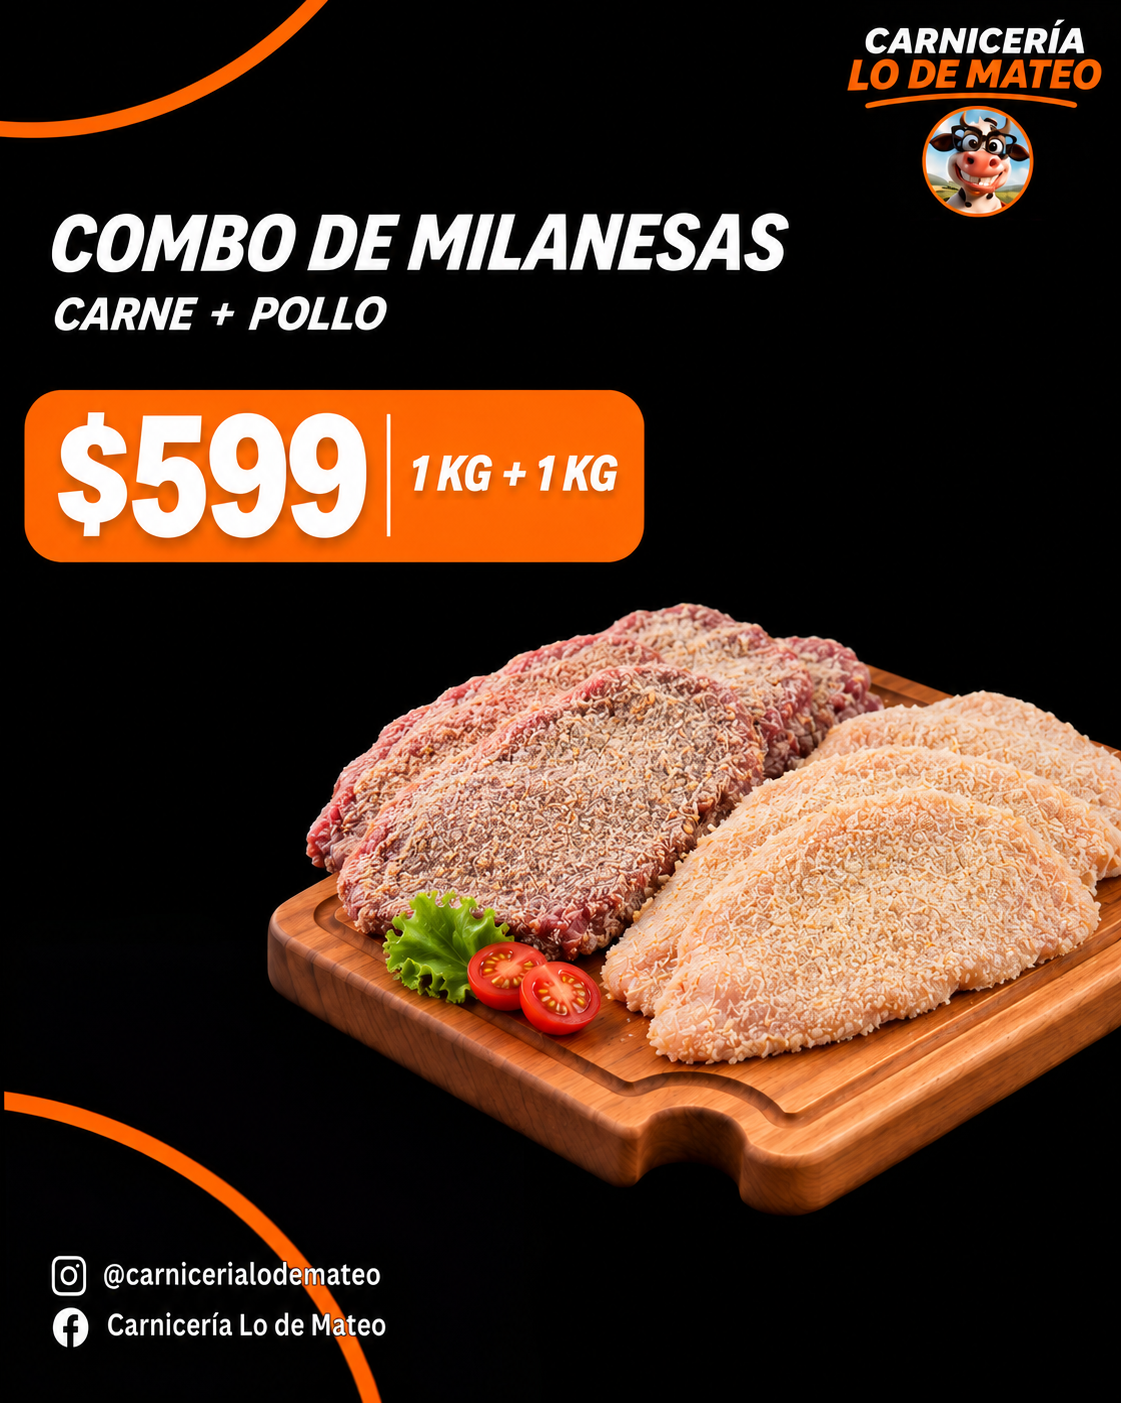 CARNICERÍA
LO DE MATEO
COMBO DE MILANESAS
CARNE + POLLO
$599
1 KG + 1 KG
@carnicerialodemateo
Carnicería Lo de Mateo